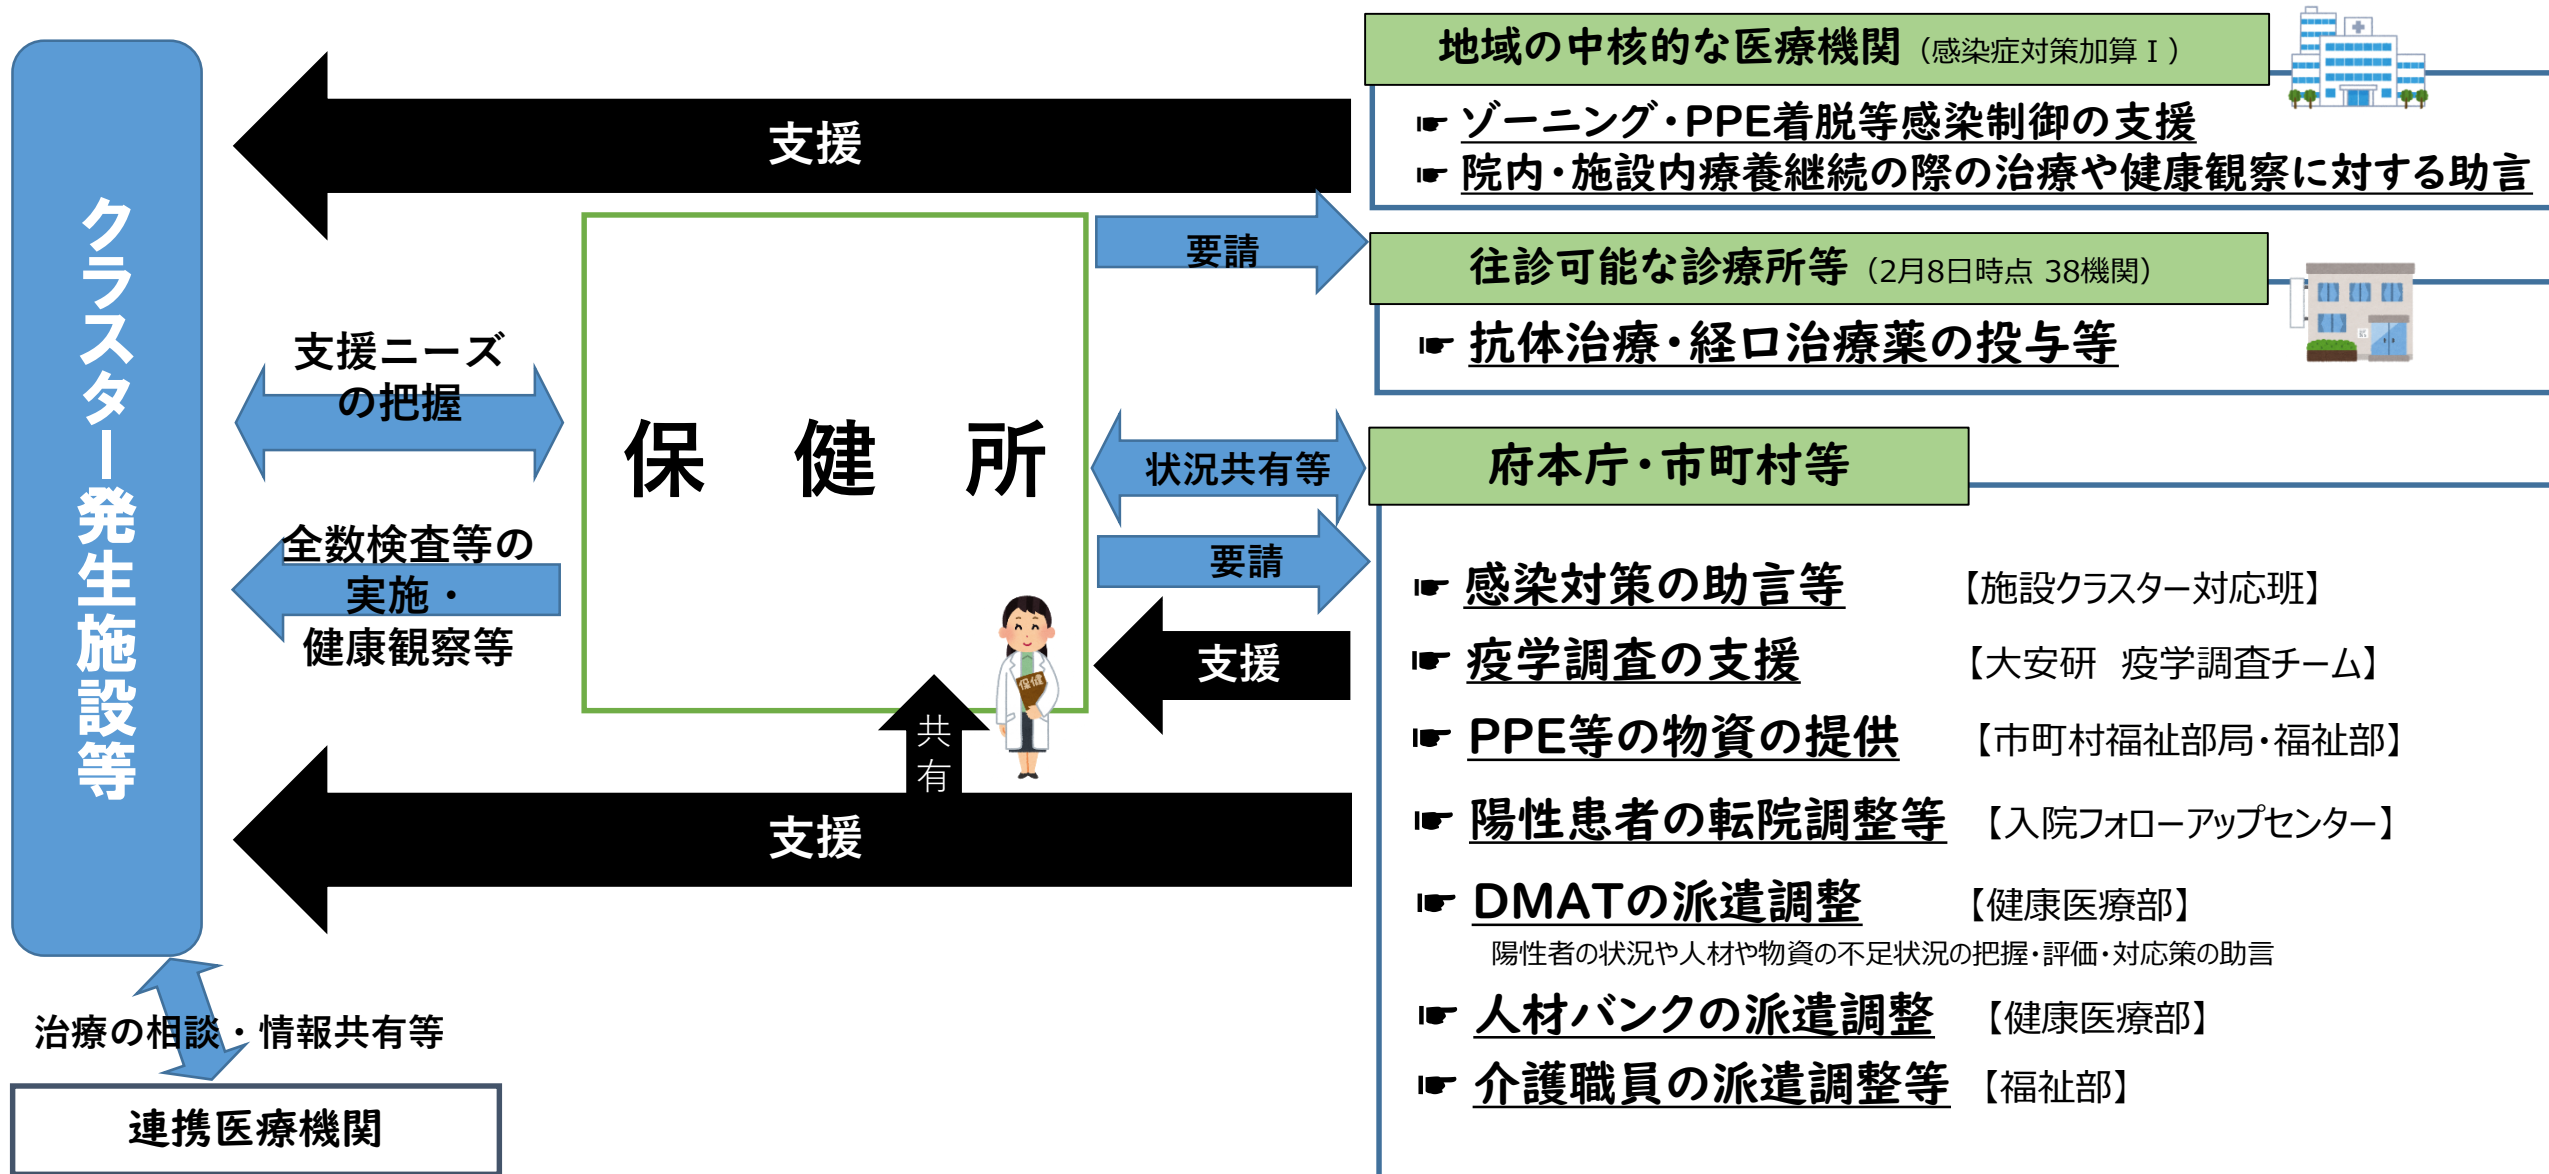 クラスター発生施設等
支援
支援ニーズ
の把握
全数検査等の
実施・
健康観察等
保　健　所
保健
共有
支援
治療の相談・情報共有等
連携医療機関
要請
状況共有等
要請
支援
地域の中核的な医療機関（感染症対策加算Ⅰ）
☛ ゾーニング・PPE着脱等感染制御の支援
☛ 院内・施設内療養継続の際の治療や健康観察に対する助言
往診可能な診療所等（2月8日時点 38機関）
☛ 抗体治療・経口治療薬の投与等
府本庁・市町村等
☛ 感染対策の助言等　【施設クラスター対応班】
☛ 疫学調査の支援　【大安研　疫学調査チーム】
☛ PPE等の物資の提供　【市町村福祉部局・福祉部】
☛ 陽性患者の転院調整等　【入院フォローアップセンター】
☛ DMATの派遣調整　【健康医療部】
陽性者の状況や人材や物資の不足状況の把握・評価・対応策の助言
☛ 人材バンクの派遣調整　【健康医療部】
☛ 介護職員の派遣調整等　【福祉部】